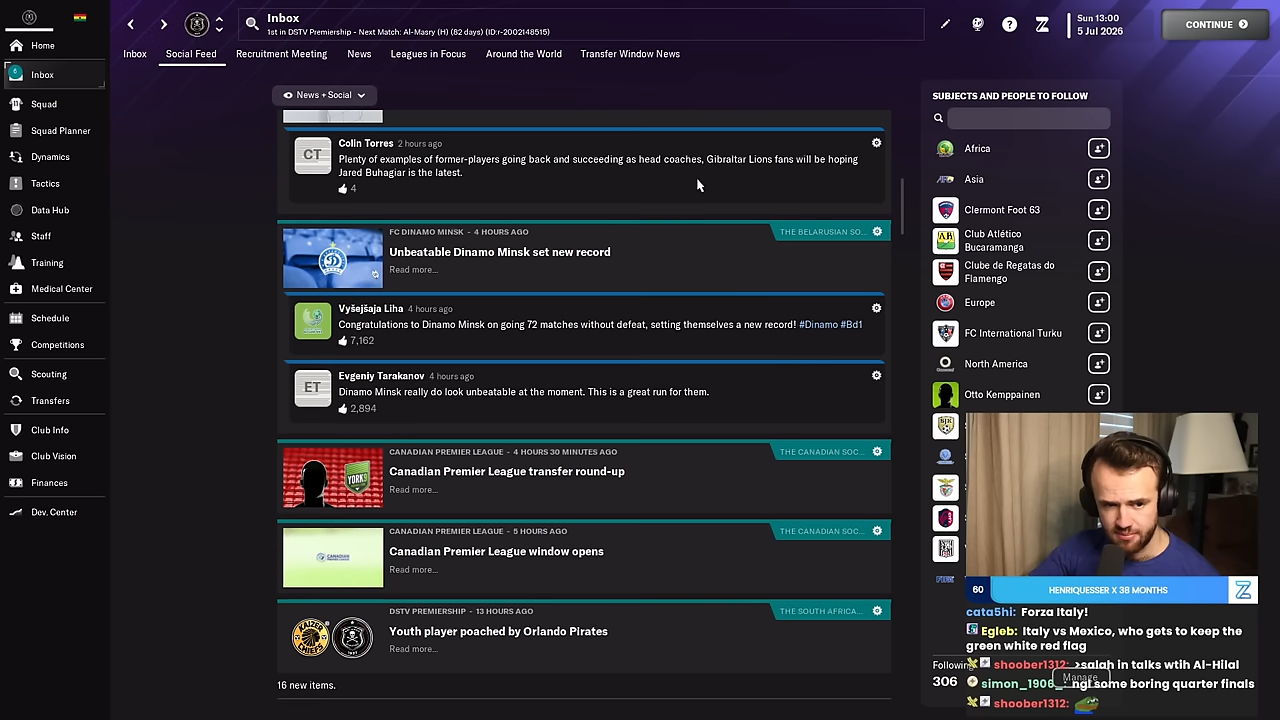 Inbox
1st in DSTV Premiership - Next Match: Al-Masry (H) (82 days) (ID:r-2002148515)
Sun 13:00
5 Jul 2026
CONTINUE
Inbox
Social Feed
Recruitment Meeting
News
Leagues in Focus
Around the World
Transfer Window News
Home
Inbox
Squad
Squad Planner
Dynamics
Tactics
Data Hub
Staff
Training
Medical Center
Schedule
Competitions
Scouting
Transfers
Club Info
Club Vision
Finances
Dev. Center
News + Social
CT
Colin Torres 2 hours ago
Plenty of examples of former-players going back and succeeding as head coaches, Gibraltar Lions fans will be hoping
Jared Buhagiar is the latest.
4
FC DINAMO MINSK - 4 HOURS AGO
THE BELARUSIAN SO...
Unbeatable Dinamo Minsk set new record
Read more...
Vyšejšaja Liha 4 hours ago
Congratulations to Dinamo Minsk on going 72 matches without defeat, setting themselves a new record! #Dinamo #Bd1
7,162
ET
Evgeniy Tarakanov 4 hours ago
Dinamo Minsk really do look unbeatable at the moment. This is a great run for them.
2,894
CANADIAN PREMIER LEAGUE - 4 HOURS 30 MINUTES AGO
THE CANADIAN SOC...
Canadian Premier League transfer round-up
Read more...
CANADIAN PREMIER LEAGUE - 5 HOURS AGO
THE CANADIAN SOC...
Canadian Premier League window opens
Read more...
DSTV PREMIERSHIP - 13 HOURS AGO
THE SOUTH AFRICA...
Youth player poached by Orlando Pirates
Read more...
16 new items.
SUBJECTS AND PEOPLE TO FOLLOW
Africa
Asia
Clermont Foot 63
Club Atlético
Bucaramanga
Clube de Regatas do
Flamengo
Europe
FC International Turku
North America
Otto Kemppainen
60
HENRIQUESSER X 38 MONTHS
cata5hi: Forza Italy!
Egleb: Italy vs Mexico, who gets to keep the
green white red flag
shoober1312: >salah in talks wtih Al-Hilal
simon_1906_: ngl some boring quarter finals
shoober1312:
Following
306
Manage